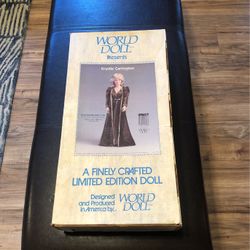 WORLD
DOLL
Presents
Krystle Carrington
A FINELY CRAFTED
LIMITED EDITION DOLL
Designed
and Produced
in America by:
WORLD
DOLL